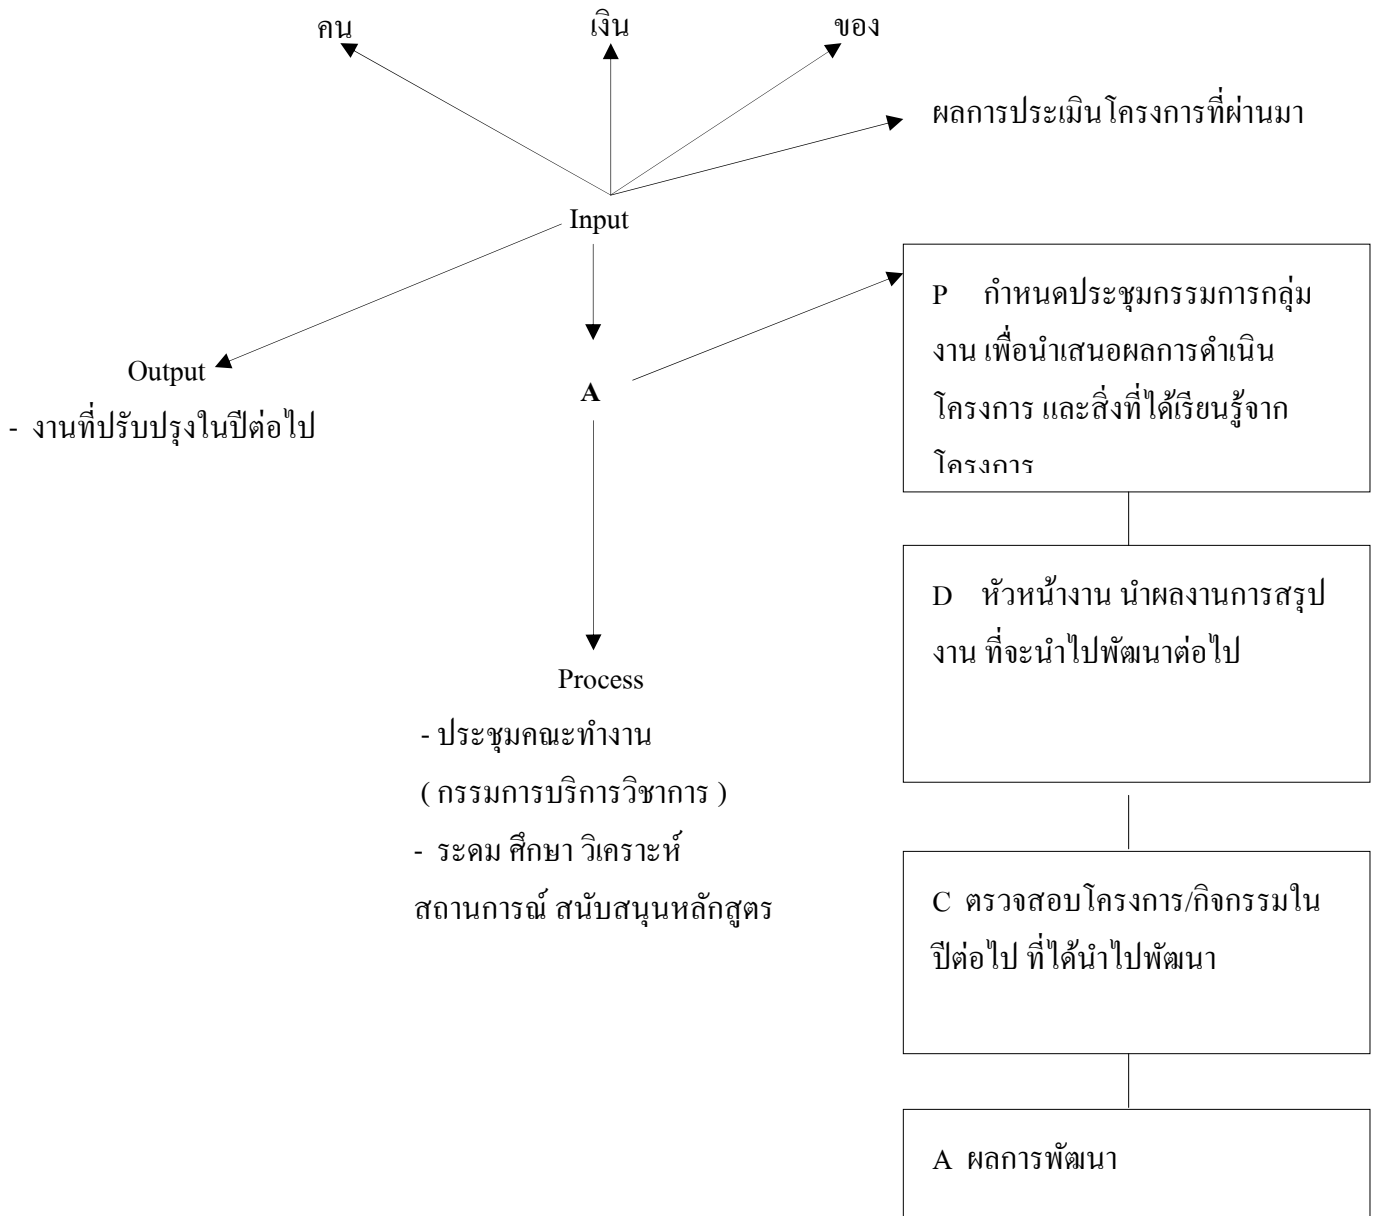 คน เงิน ของ
ผลการประเมินโครงการที่ผ่านมา
Input
Output
- งานที่ปรับปรุงในปีต่อไป
A
Process
- ประชุมคณะทำงาน
( กรรมการบริการวิชาการ )
- ระดม ศึกษา วิเคราะห์
สถานการณ์ สนับสนุนหลักสูตร
P กำหนดประชุมกรรมการกลุ่ม
งาน เพื่อนำเสนอผลการดำเนิน
โครงการ และสิ่งที่ได้เรียนรู้จาก
โครงการ
D หัวหน้างาน นำผลงานการสรุป
งาน ที่จะนำไปพัฒนาต่อไป
C ตรวจสอบโครงการ/กิจกรรมใน
ปีต่อไป ที่ได้นำไปพัฒนา
A ผลการพัฒนา